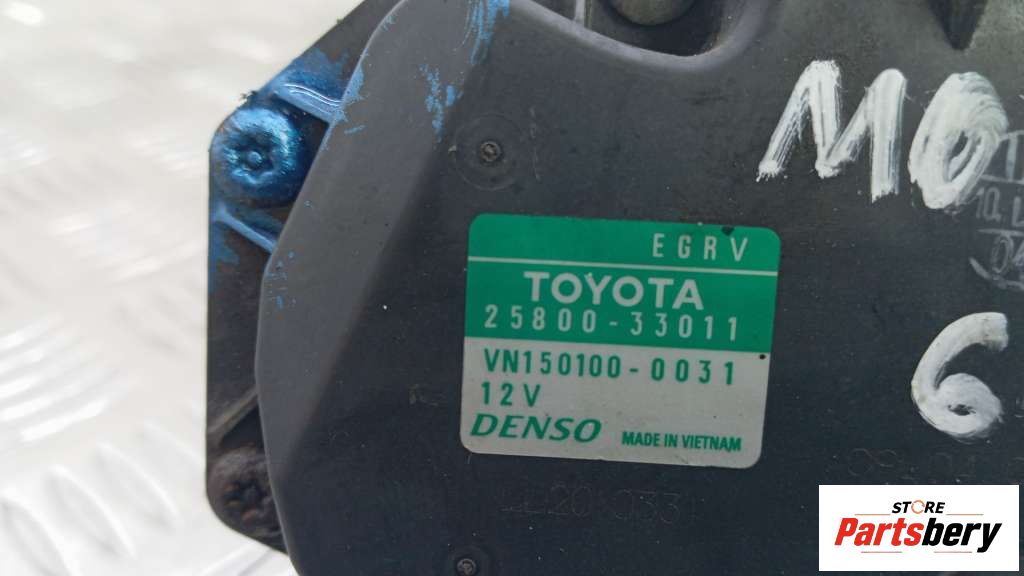 MO
EGRV
TOYOTA
25800-33011
VN150100-0031
12V
DENSO
MADE IN VIETNAM
6
STORE
Partsbery